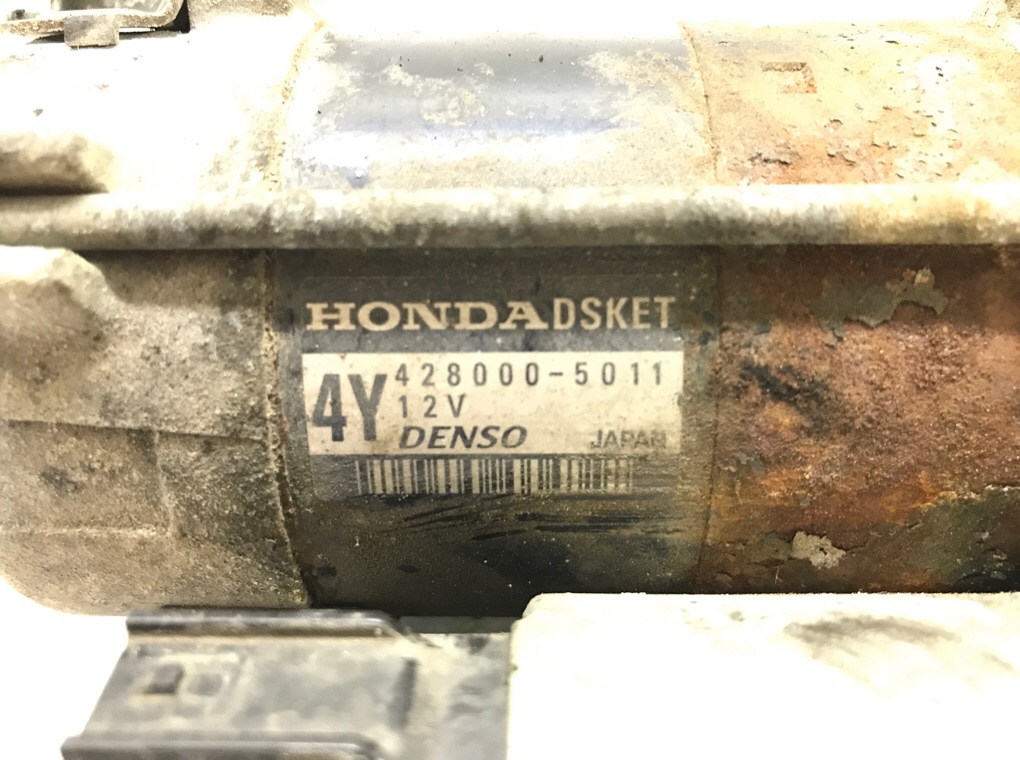 HONDA DSKET
4Y 428000-5011
12V
DENSO JAPAN